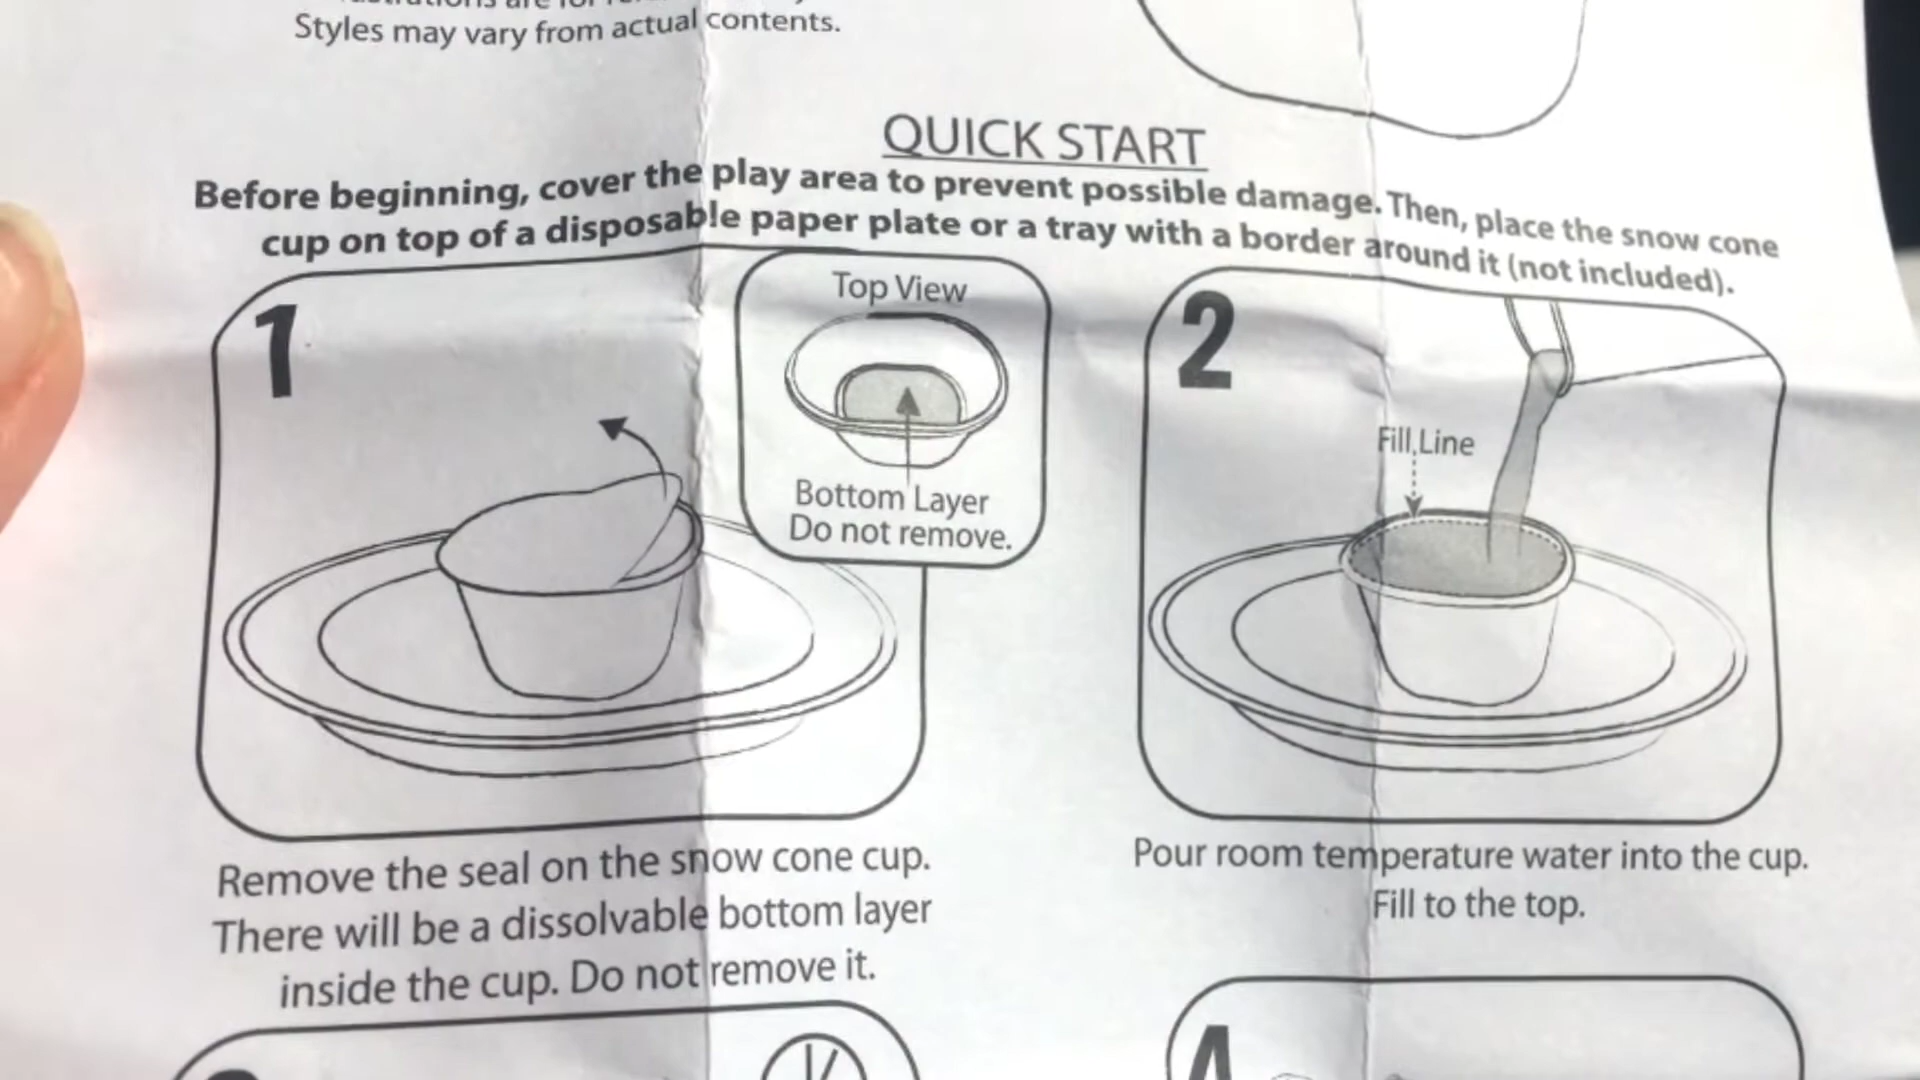 Styles may vary from actual contents.
QUICK START
Before beginning, cover the play area to prevent possible damage. Then, place the snow cone
cup on top of a disposable paper plate or a tray with a border around it (not included).
1
Top View
Bottom Layer
Do not remove.
Remove the seal on the snow cone cup.
There will be a dissolvable bottom layer
inside the cup. Do not remove it.
2
Fill Line
Pour room temperature water into the cup.
Fill to the top.
4